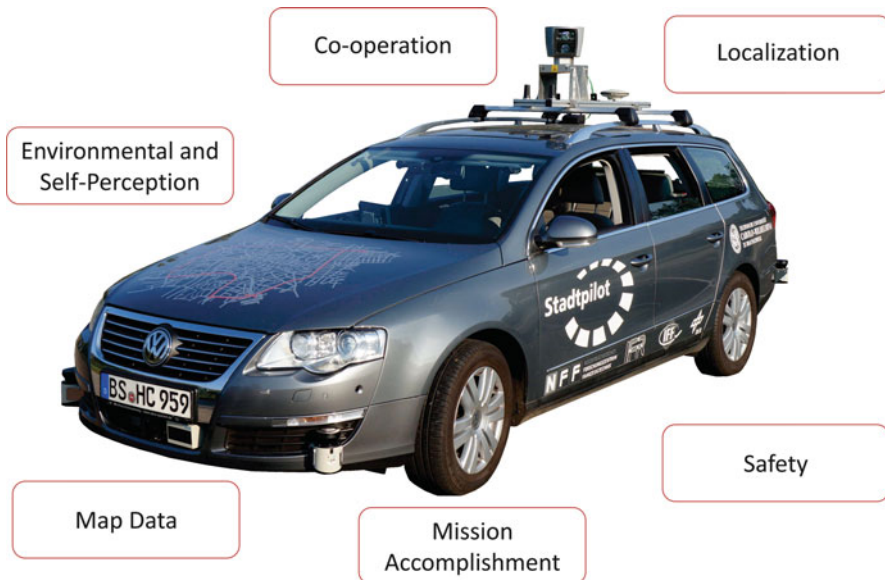 Co-operation
Localization
Environmental and
Self-Perception
Stadtpilot
NFF
BS HC 959
Safety
Map Data
Mission
Accomplishment